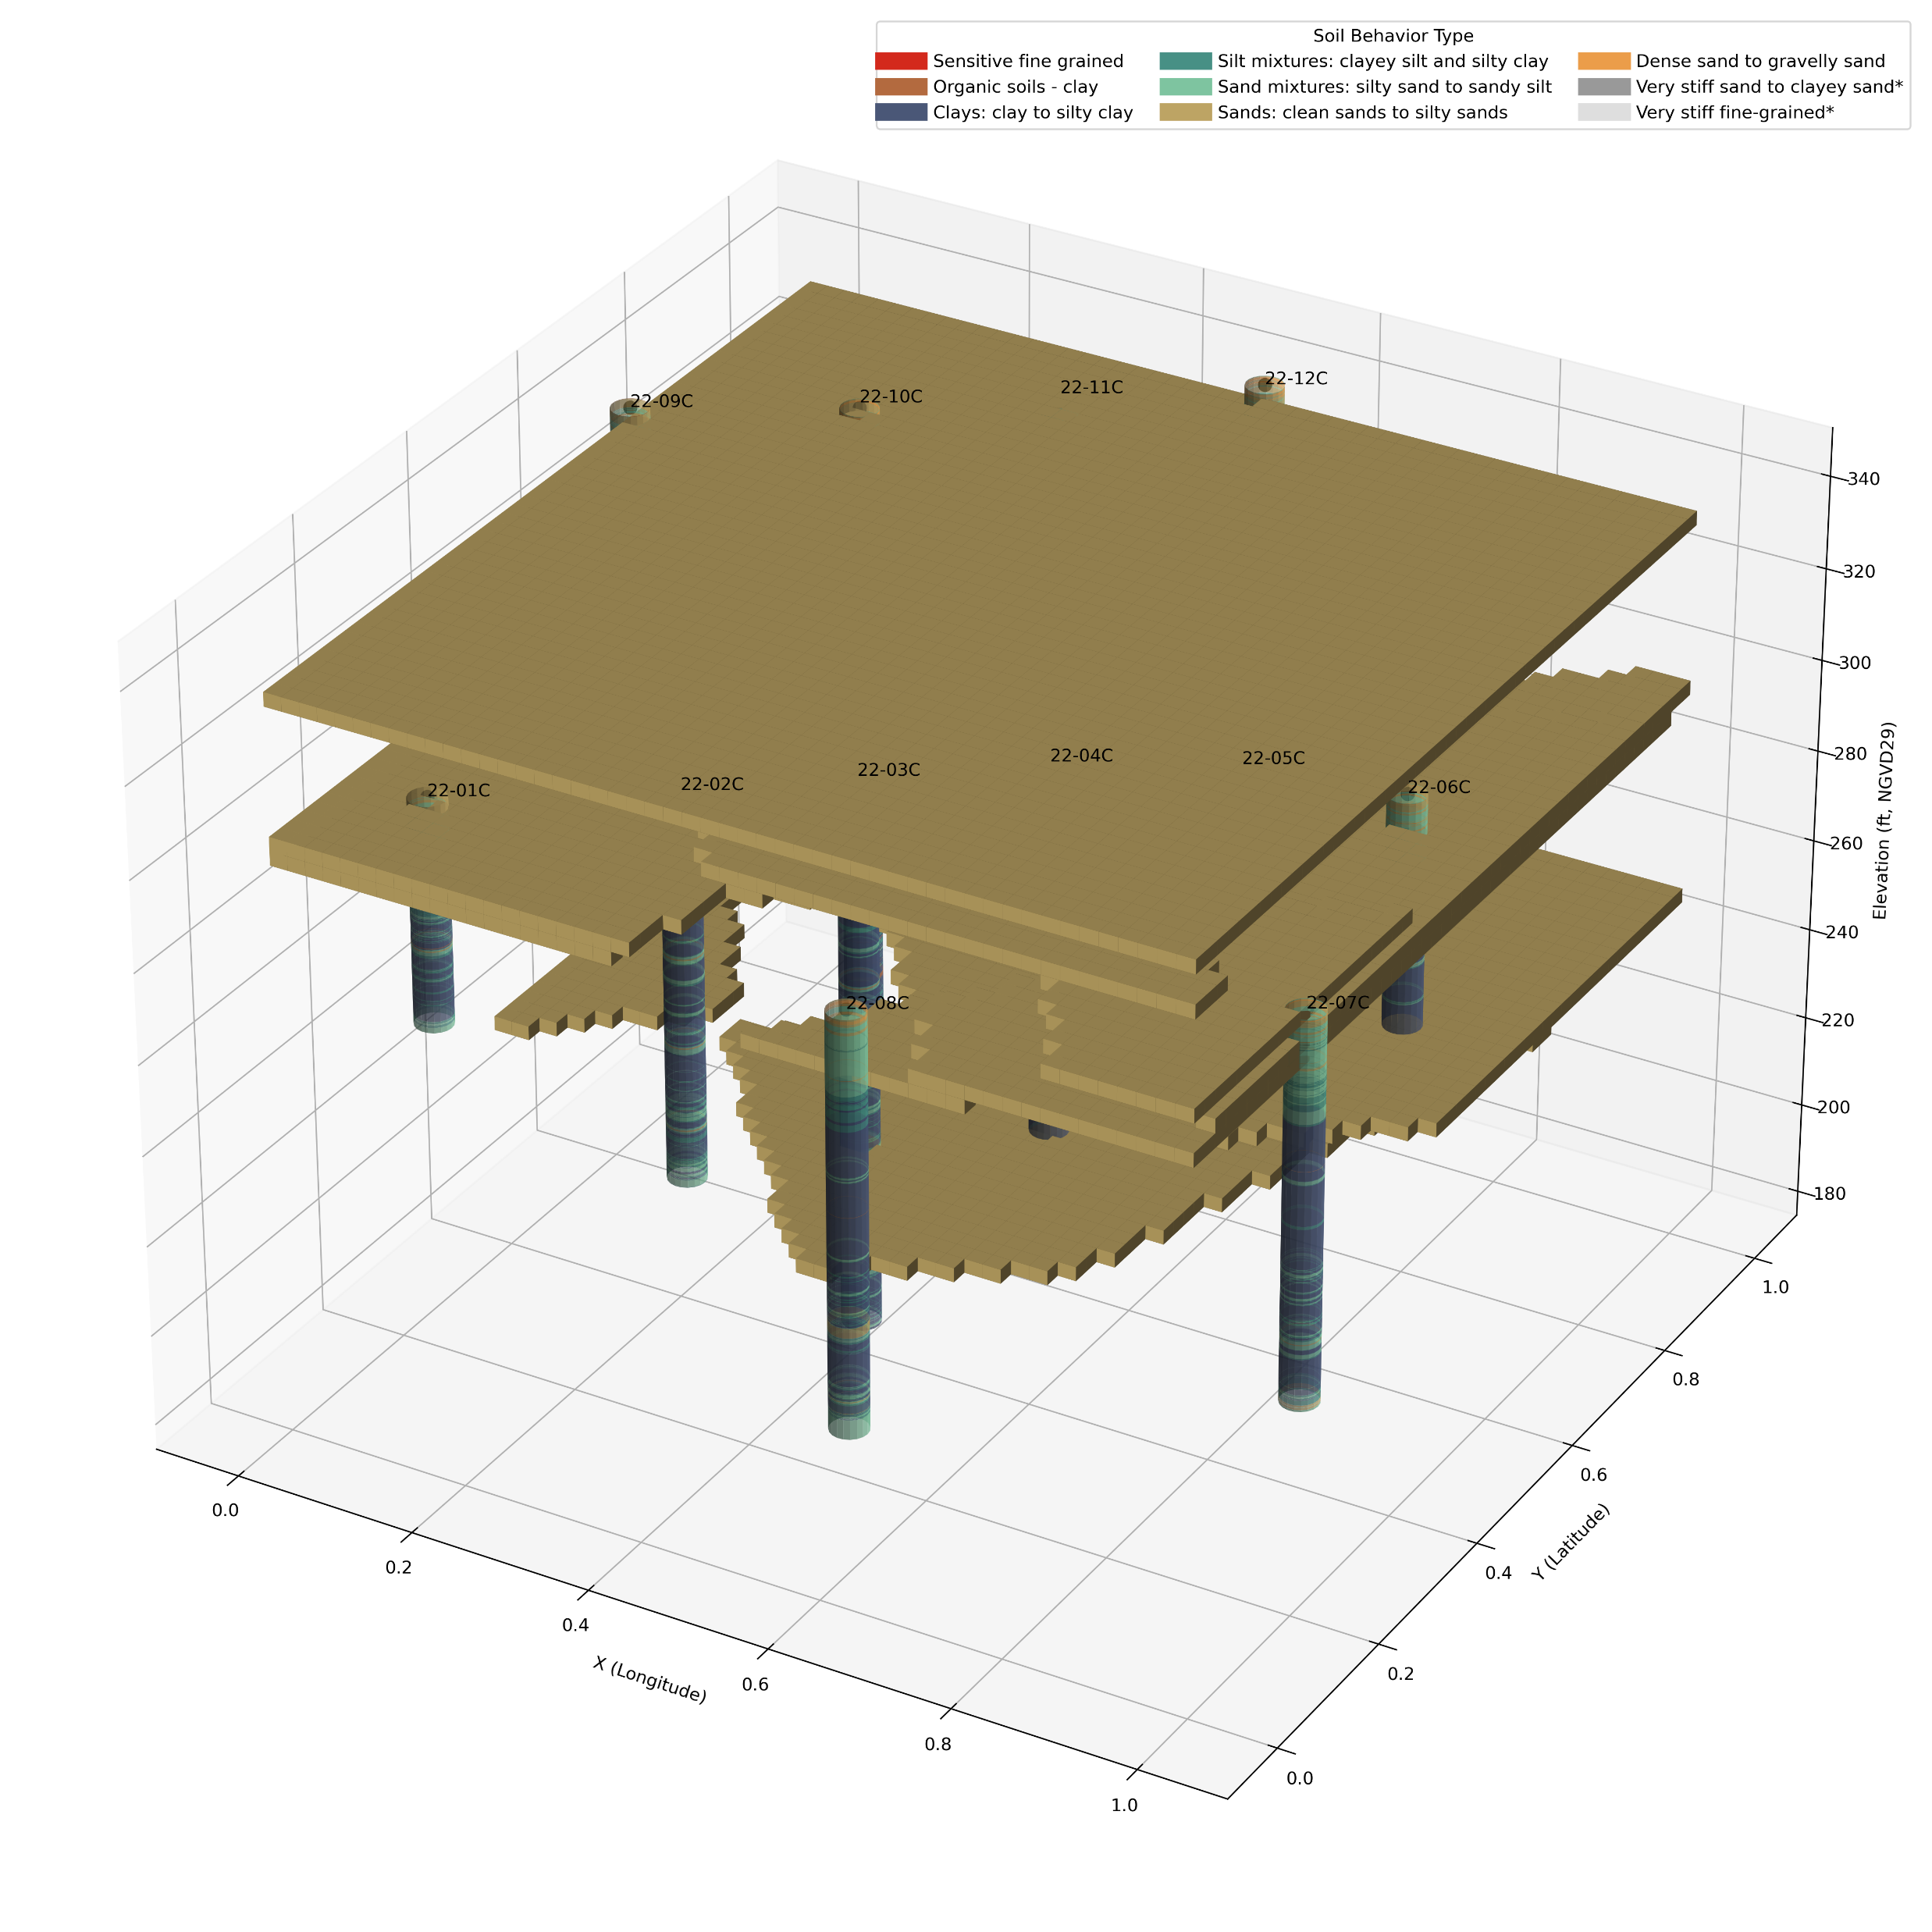 Soil Behavior Type
Sensitive fine grained
Organic soils - clay
Clays: clay to silty clay
Silt mixtures: clayey silt and silty clay
Sand mixtures: silty sand to sandy silt
Sands: clean sands to silty sands
Dense sand to gravelly sand
Very stiff sand to clayey sand*
Very stiff fine-grained*
22-09C
22-10C
22-11C
22-12C
22-01C
22-02C
22-03C
22-04C
22-05C
22-06C
22-08C
22-07C
340
320
300
280
260
240
220
200
180
Elevation (ft, NGVD29)
0.0
0.2
0.4
0.6
0.8
1.0
X (Longitude)
0.0
0.2
0.4
0.6
0.8
1.0
Y (Latitude)